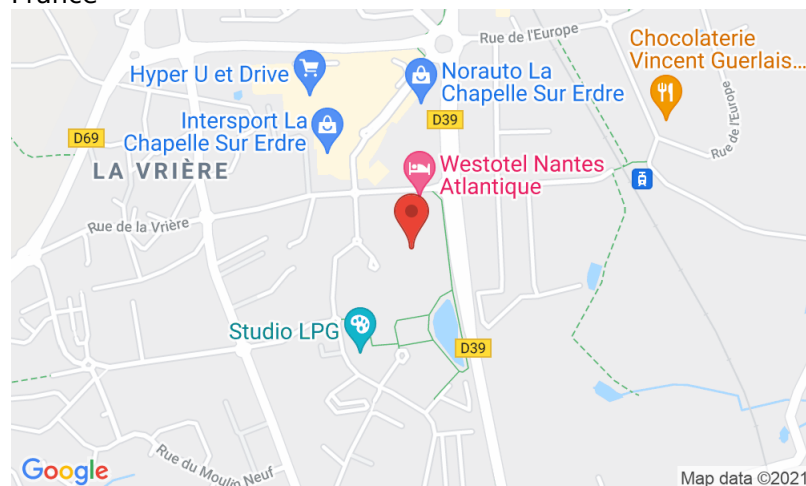 France
Rue de l'Europe
Chocolaterie
Vincent Guerlais...
Hyper U et Drive
Norauto La
Chapelle Sur Erdre
Intersport La
Chapelle Sur Erdre
D39
D69
Rue de l'Europe
LA VRIÈRE
Westotel Nantes
Atlantique
Rue de la Vrière
Studio LPG
D39
Rue du Moulin Neuf
Google
Map data ©2021